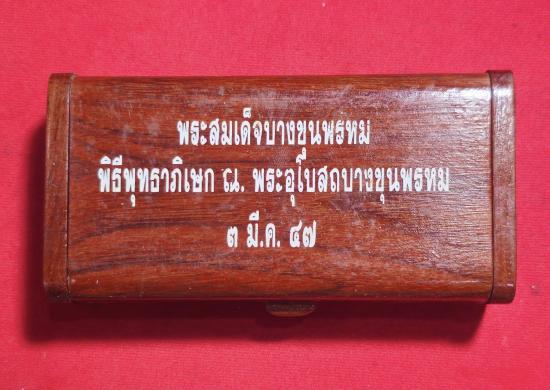 พระสมเด็จบางขุนพรหม
พิธีพุทธาภิเษก ณ. พระอุโบสถบางขุนพรหม
๓ มี.ค. ๔๗